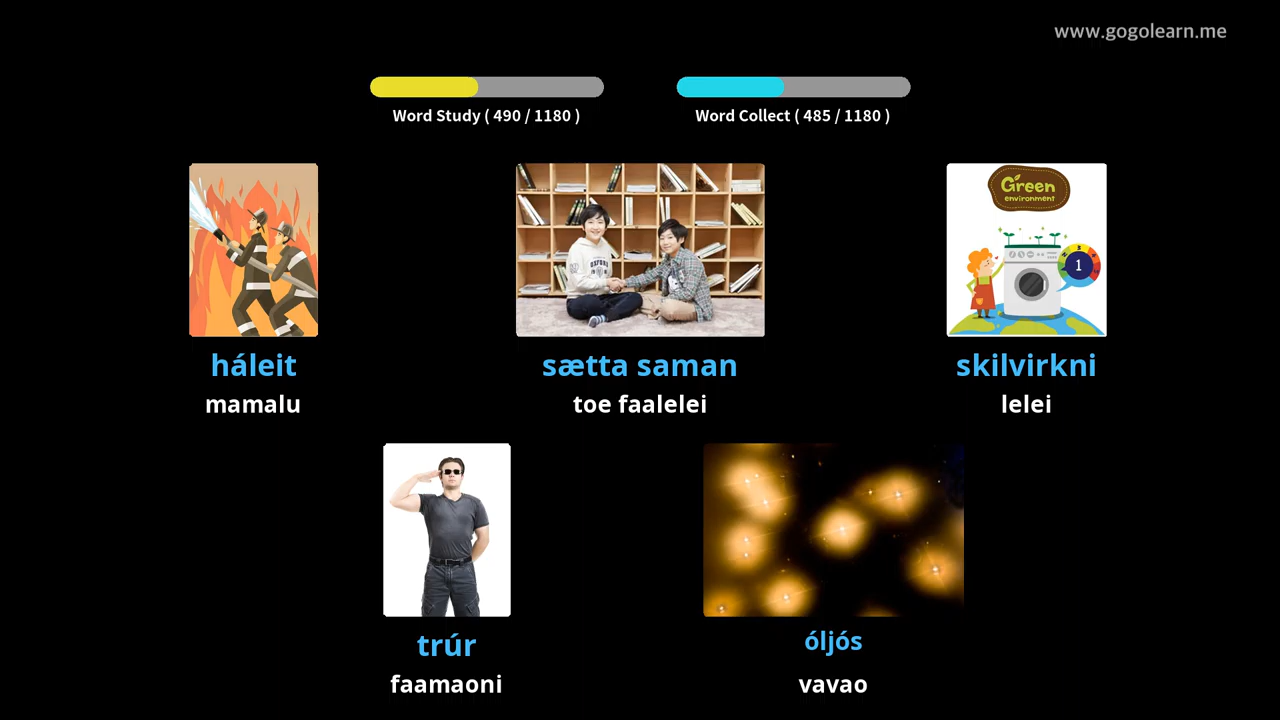 www.gogolearn.me
Word Study ( 490 / 1180 )
Word Collect ( 485 / 1180 )
Green
environment
1
háleit
mamalu
sætta saman
toe faalelei
skilvirkni
lelei
trúr
faamaoni
óljós
vavao